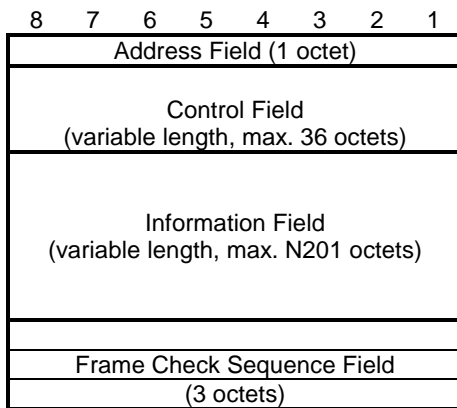 8 7 6 5 4 3 2 1
Address Field (1 octet)
Control Field
(variable length, max. 36 octets)
Information Field
(variable length, max. N201 octets)
Frame Check Sequence Field
(3 octets)